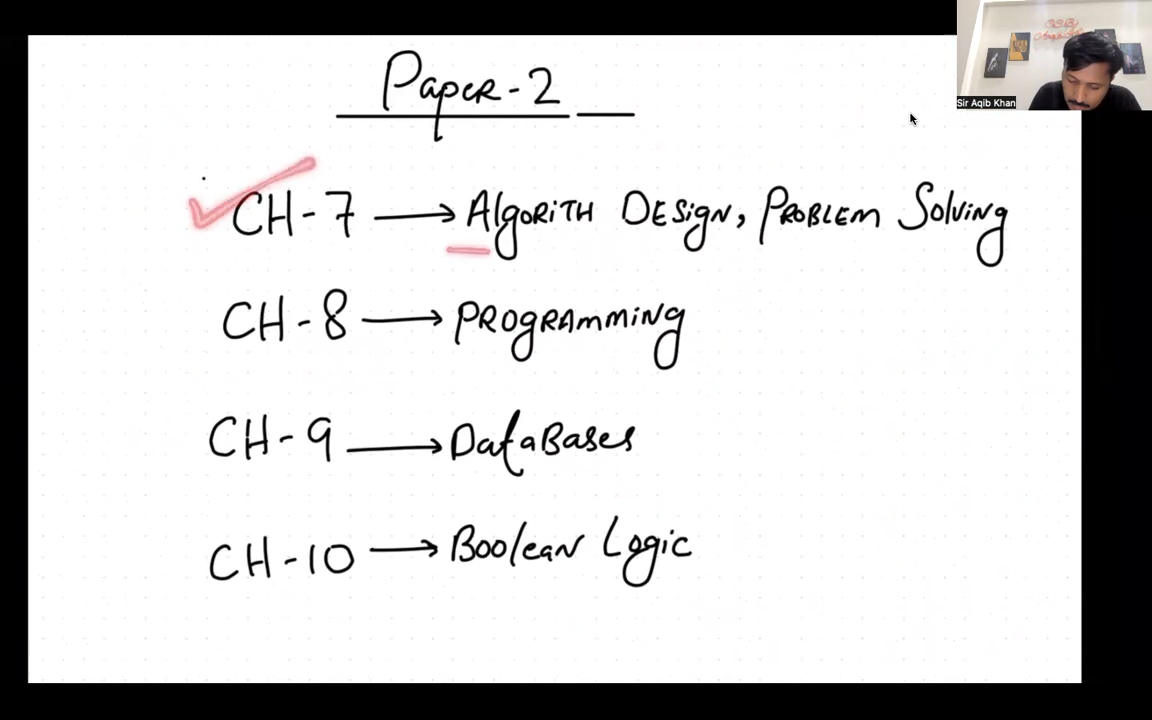 Paper-2
CH-7 → Algorith Design, Problem Solving
CH-8 → Programming
CH-9 → DataBases
CH-10 → Boolean Logic
Sir Aqib Khan